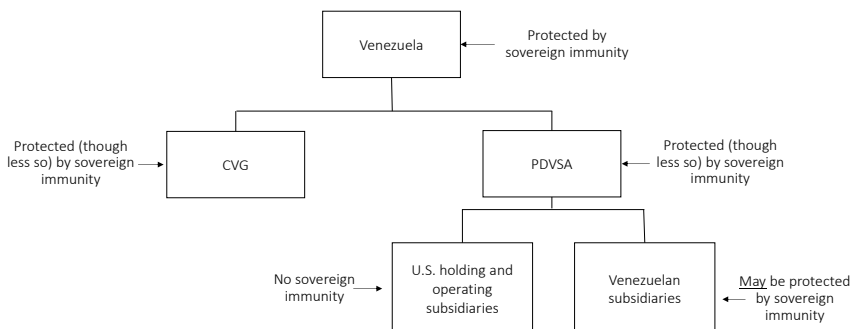 Venezuela
Protected by
sovereign immunity
Protected (though
less so) by sovereign
immunity
CVG
PDVSA
Protected (though
less so) by sovereign
immunity
No sovereign
immunity
U.S. holding and
operating
subsidiaries
Venezuelan
subsidiaries
May be protected
by sovereign
immunity